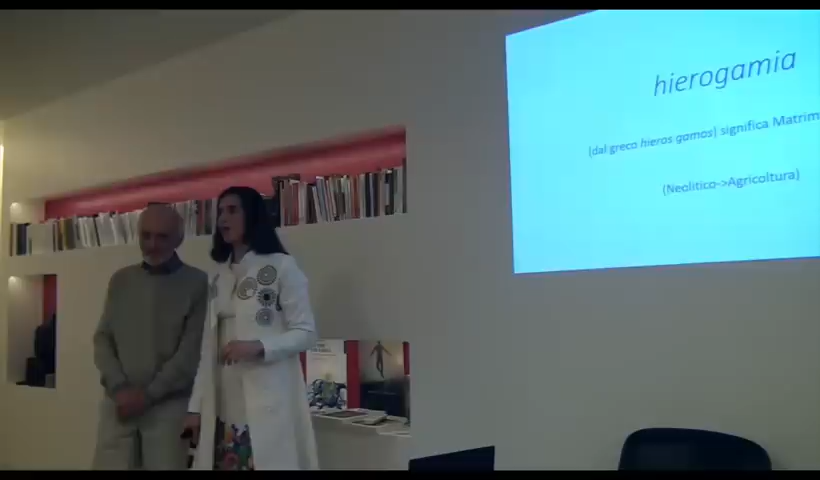 hierogamia
(dal greco hieros gamos) significa Matrim
(Neolitico->Agricoltura)